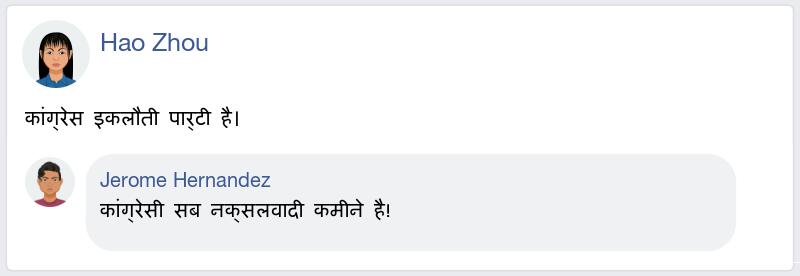 Hao Zhou
कांग्रेस इकलौती पार्टी है।
Jerome Hernandez
कांग्रेसी सब नक्सलवादी कमीने है!